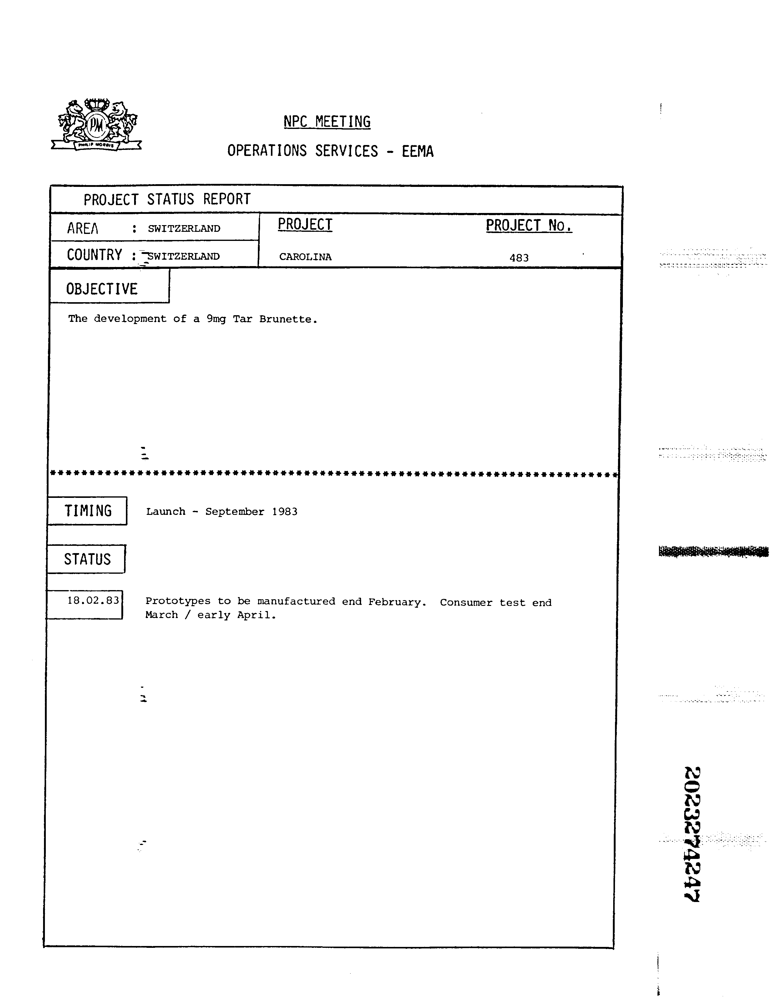 NPC MEETING
OPERATIONS SERVICES - EEMA
PM
PHILIP MORRIS
PROJECT STATUS REPORT
AREA : SWITZERLAND
PROJECT
PROJECT No.
COUNTRY : SWITZERLAND
CAROLINA
483
OBJECTIVE
The development of a 9mg Tar Brunette.
TIMING
Launch - September 1983
STATUS
18.02.83
Prototypes to be manufactured end February. Consumer test end
March / early April.
2023274247